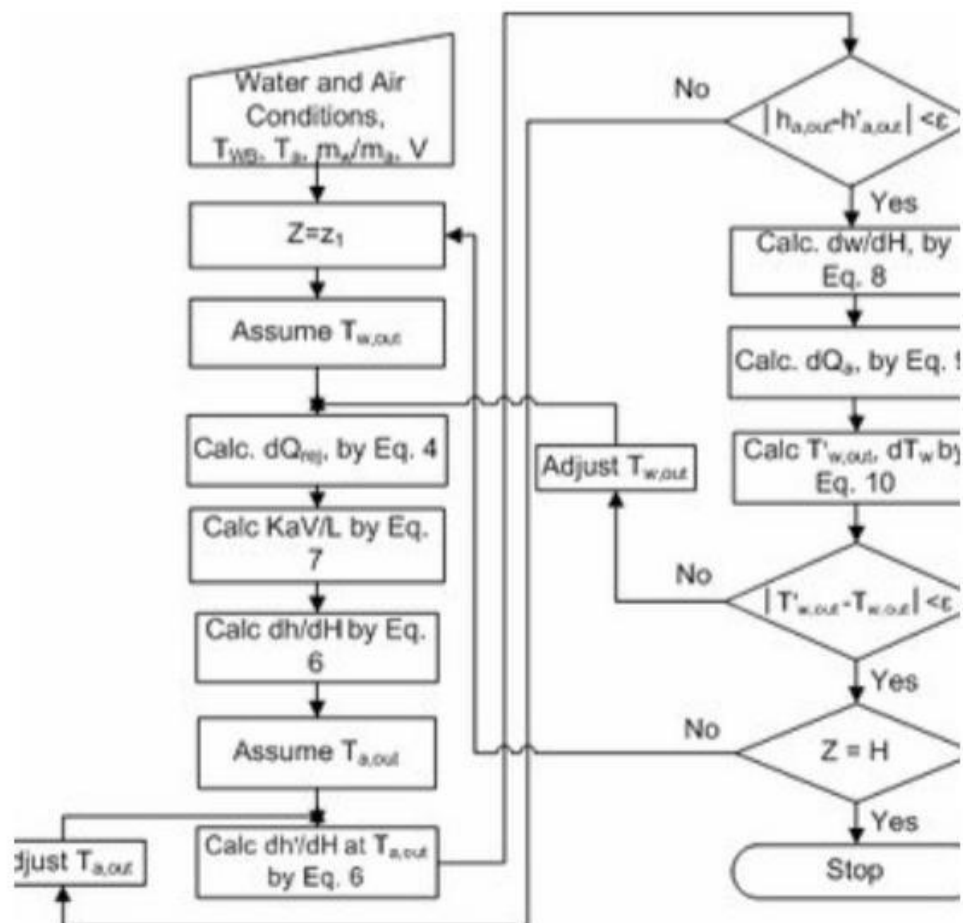 Water and Air
Conditions,
T_WB, T_a, m_w/m_a, V
Z=z₁
Assume T_w,out
Calc. dQ_rej, by Eq. 4
Calc KaV/L by Eq.
7
Calc dh/dH by Eq.
6
Assume T_a,out
Calc dh'/dH at T_a,out
by Eq. 6
djust T_a,out
Adjust T_w,out
No
|h_a,out-h'_a,out| <ε
Yes
Calc. dw/dH, by
Eq. 8
Calc. dQ_a, by Eq. 9
Calc T'_w,out, dT_w by
Eq. 10
No
|T'_w,out-T_w,out| <ε
Yes
No
Z = H
Yes
Stop